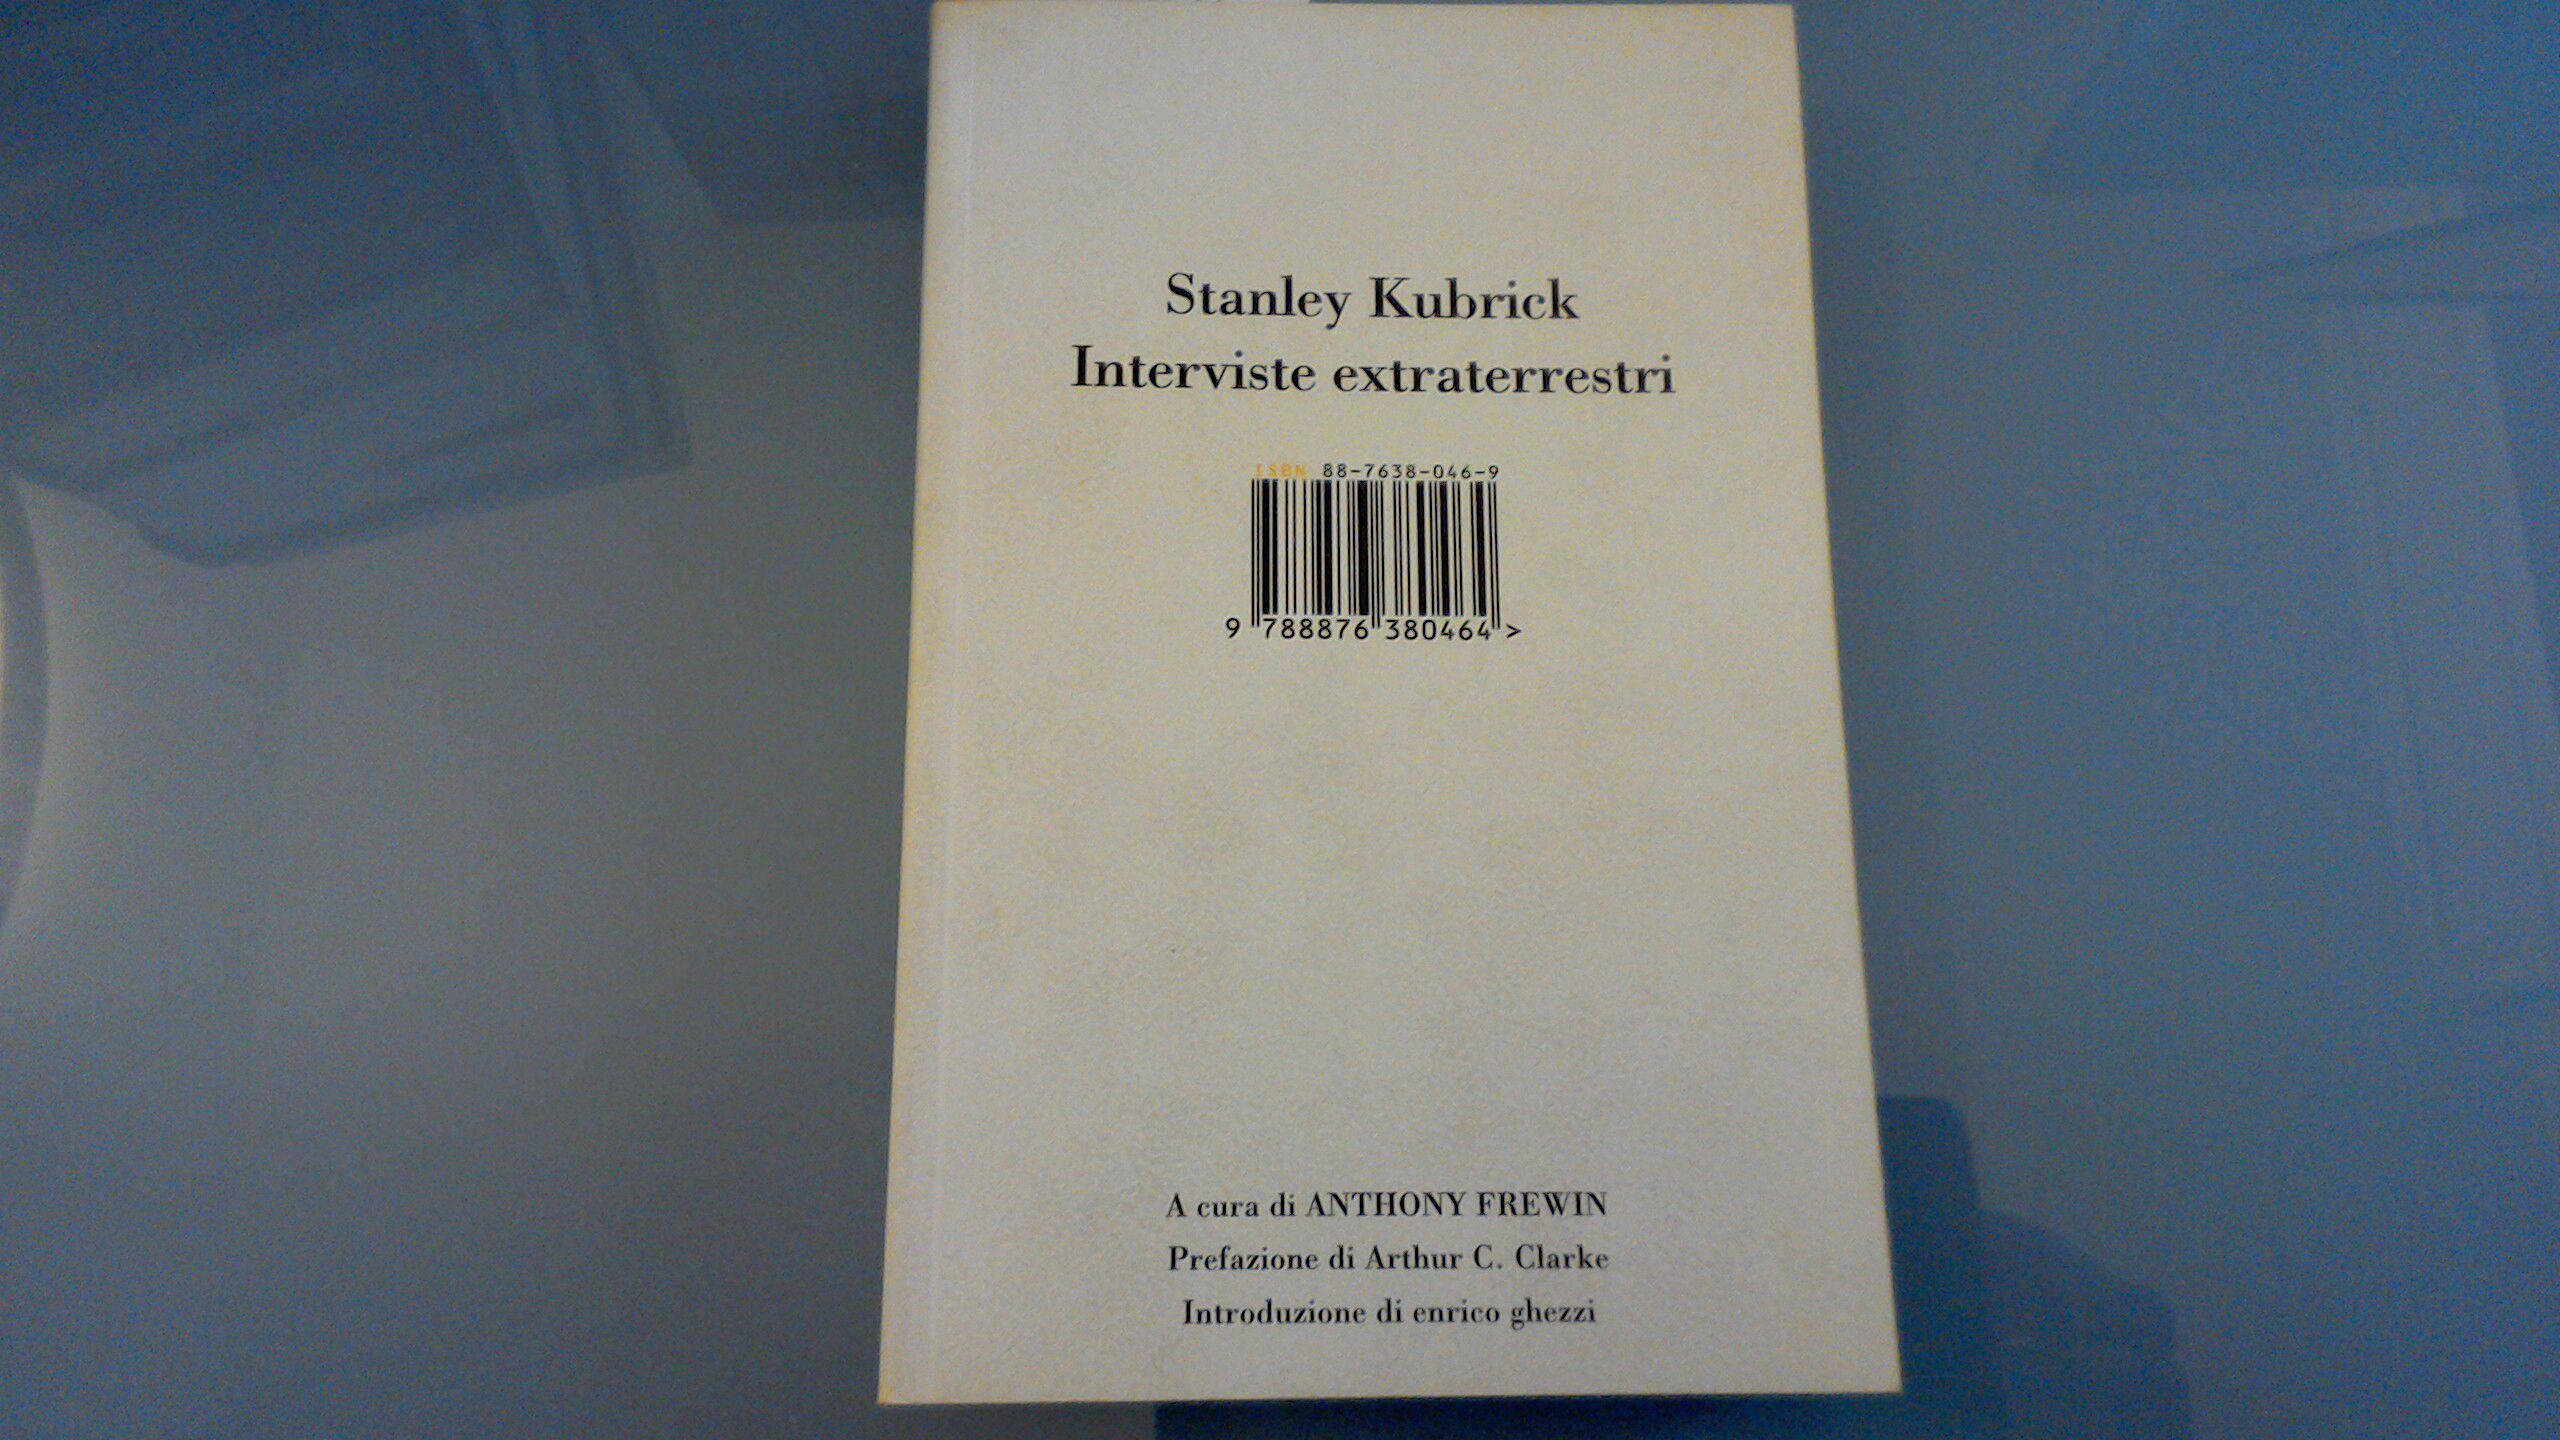 Stanley Kubrick
Interviste extraterrestri
ISBN 88-7638-046-9
9 788876 380464 >
A cura di ANTHONY FREWIN
Prefazione di Arthur C. Clarke
Introduzione di enrico ghezzi